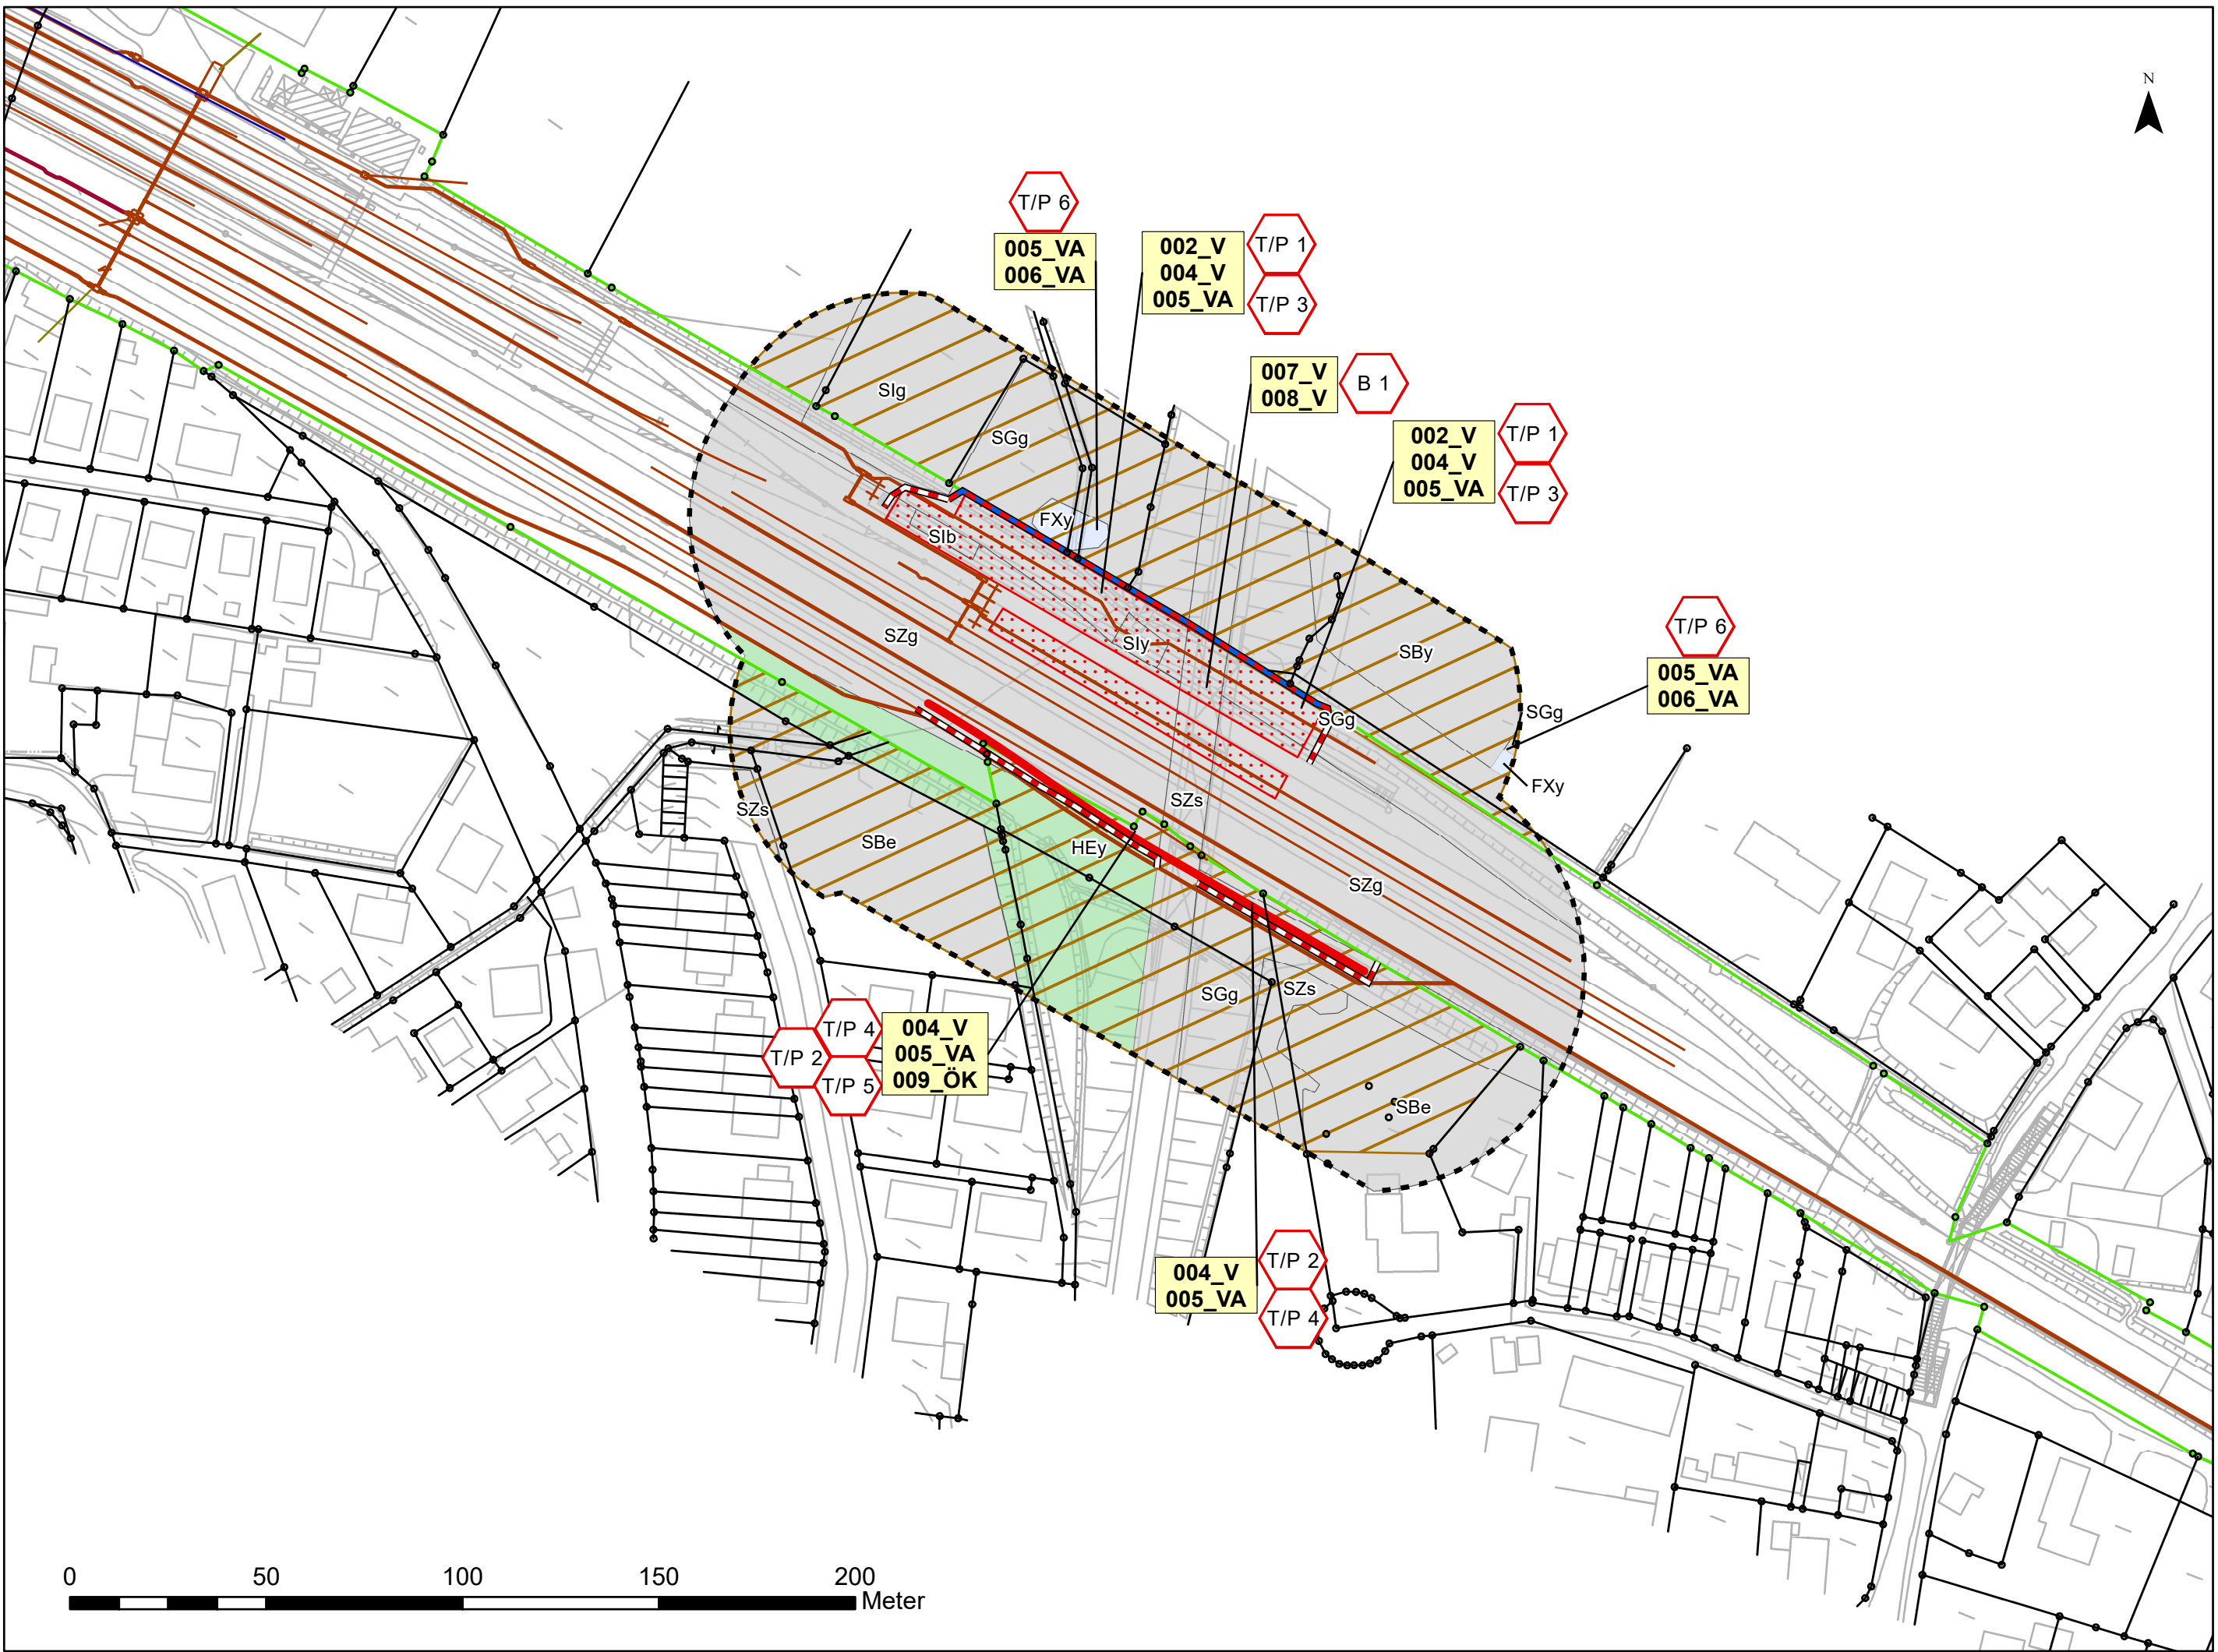 N
T/P 6
005_VA
006_VA
002_V
004_V
005_VA
T/P 1
T/P 3
007_V
008_V
B 1
002_V
004_V
005_VA
T/P 1
T/P 3
SIg
SGg
FXy
SIb
SZg
SIy
SBy
SGg
SGg
FXy
T/P 6
005_VA
006_VA
SZs
SBe
HEy
SZs
SZg
SGg
SZs
SBe
T/P 4
T/P 2
T/P 5
004_V
005_VA
009_ÖK
004_V
005_VA
T/P 2
T/P 4
0 50 100 150 200
Meter